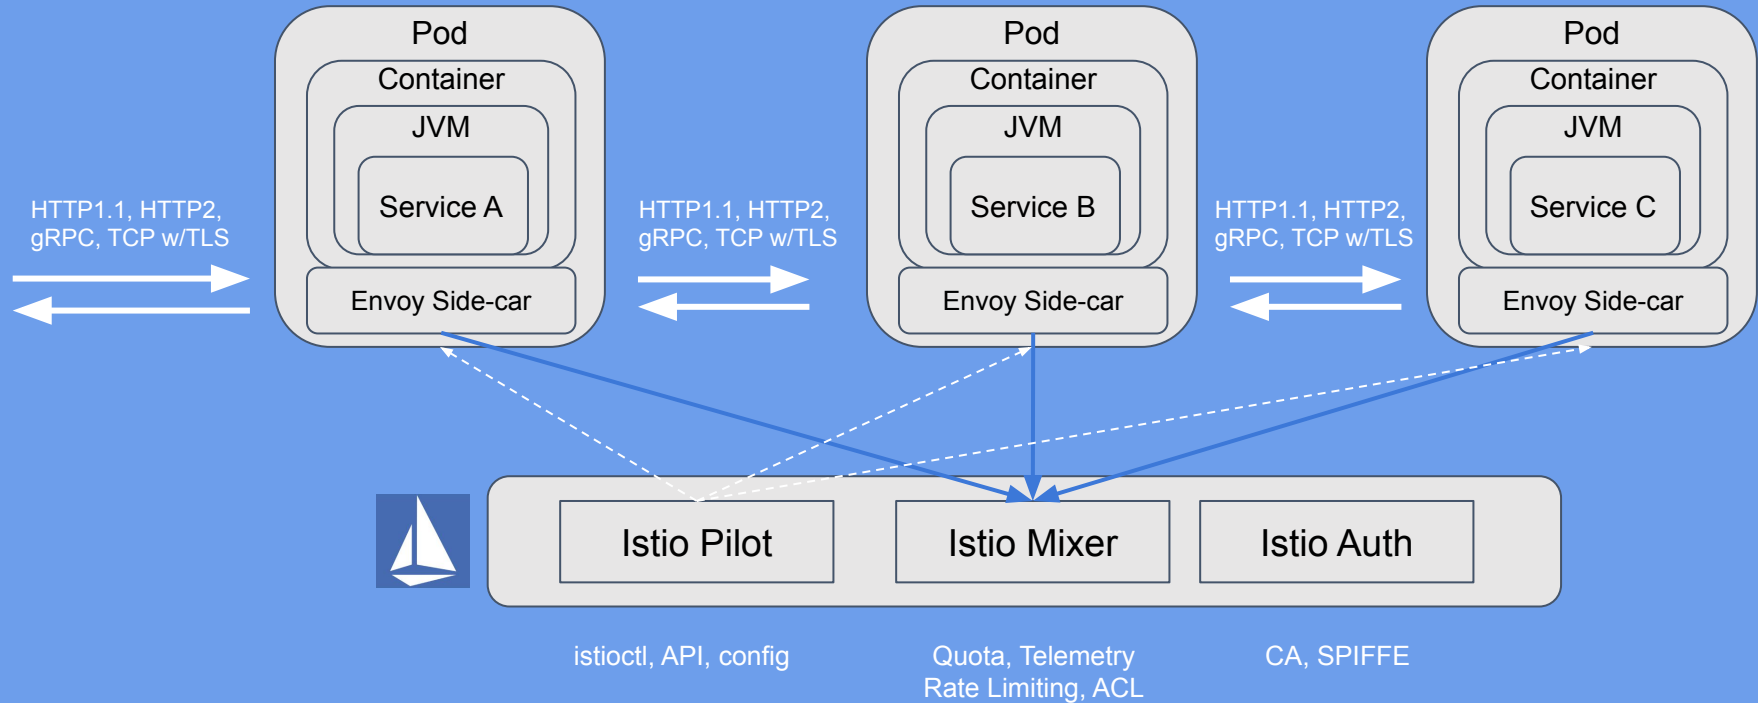 Pod
Container
JVM
Service A
Envoy Side-car
Pod
Container
JVM
Service B
Envoy Side-car
Pod
Container
JVM
Service C
Envoy Side-car
HTTP1.1, HTTP2,
gRPC, TCP w/TLS
HTTP1.1, HTTP2,
gRPC, TCP w/TLS
HTTP1.1, HTTP2,
gRPC, TCP w/TLS
Istio Pilot
Istio Mixer
Istio Auth
istioctl, API, config
Quota, Telemetry
Rate Limiting, ACL
CA, SPIFFE